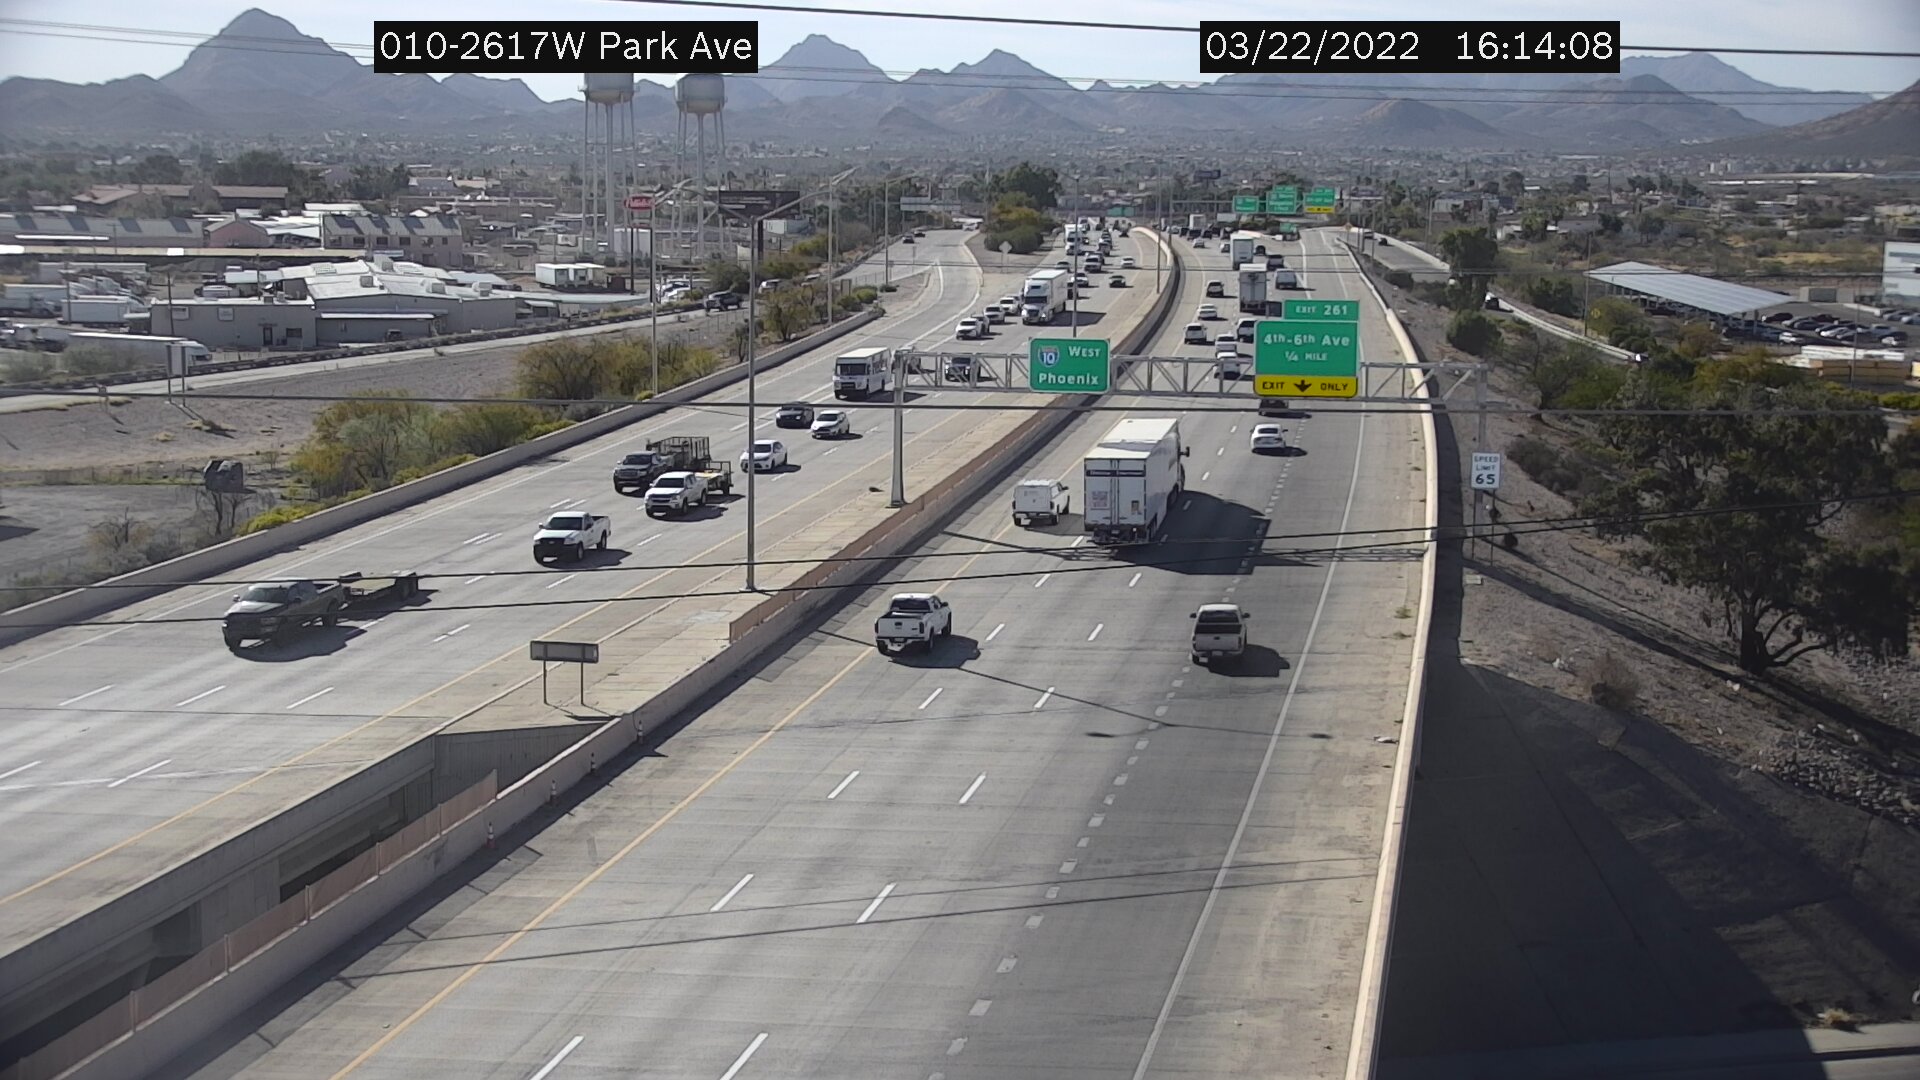 010-2617W Park Ave
03/22/2022 16:14:08
EXIT 261
4th-6th Ave
1/4 MILE
EXIT ONLY
10
WEST
Phoenix
SPEED
LIMIT
65